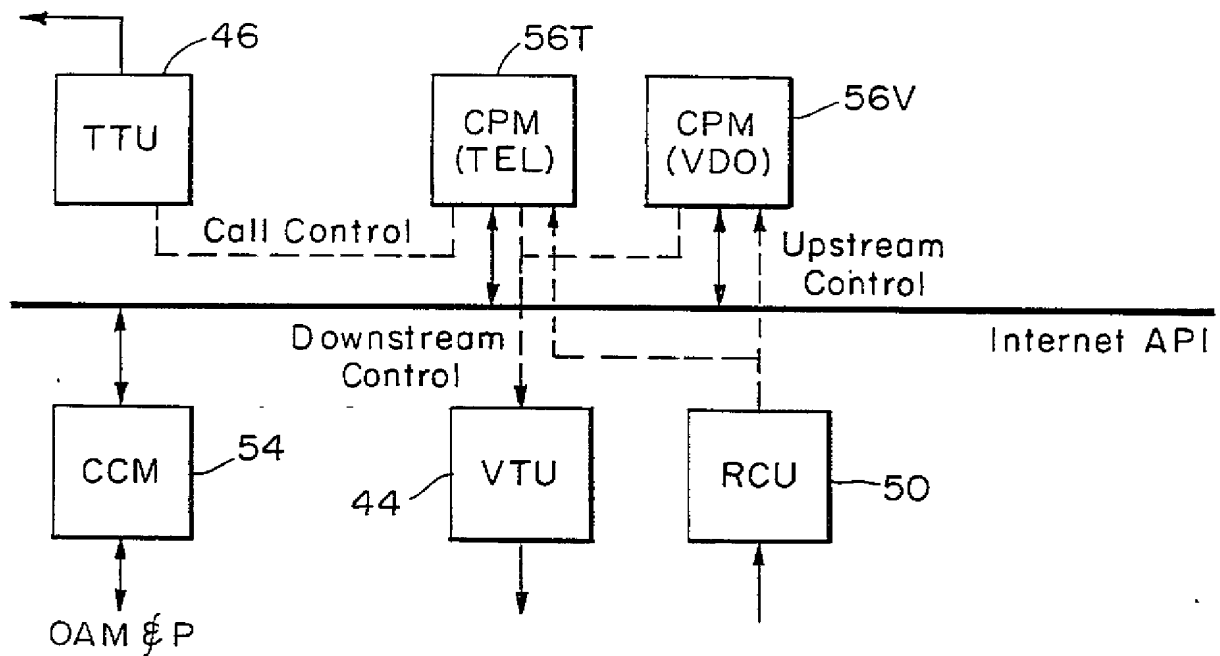 46
TTU
56T
CPM
(TEL)
56V
CPM
(VDO)
Call Control
Upstream
Control
Downstream
Control
Internet API
CCM
54
44
VTU
RCU
50
OAM & P